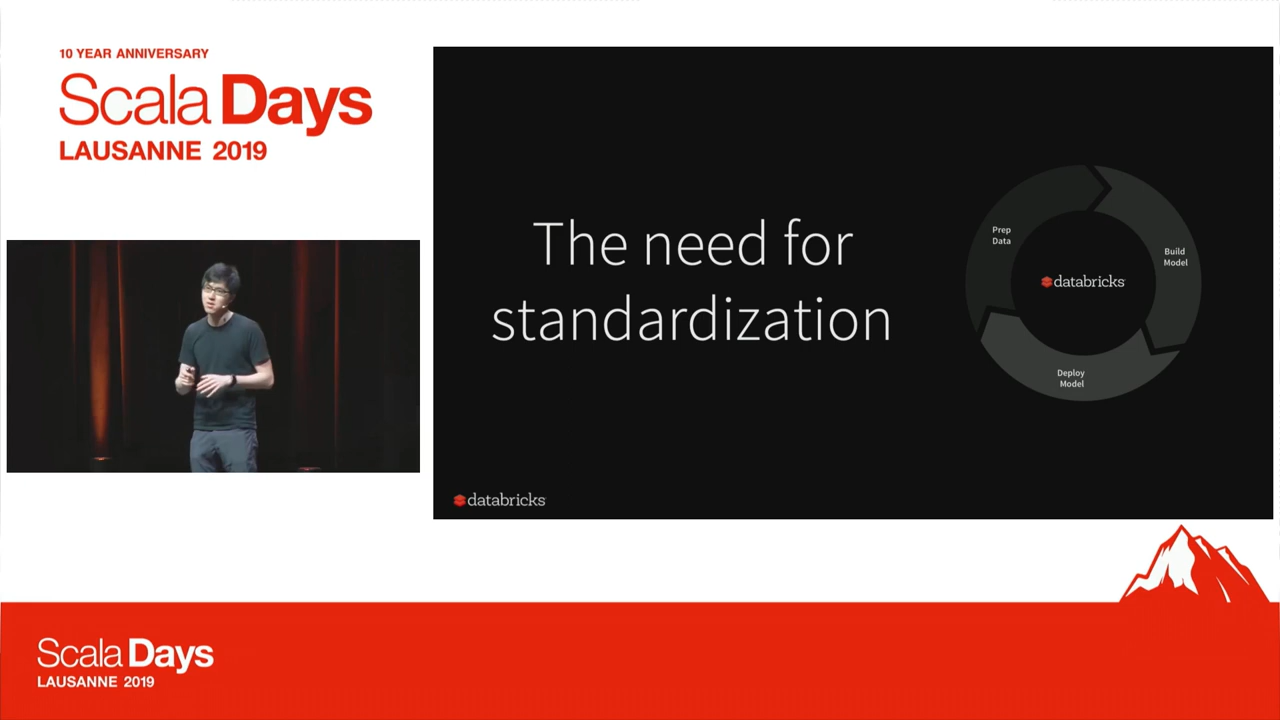 10 YEAR ANNIVERSARY
Scala Days
LAUSANNE 2019
The need for
standardization
Prep
Data
Build
Model
databricks
Deploy
Model
databricks
Scala Days
LAUSANNE 2019